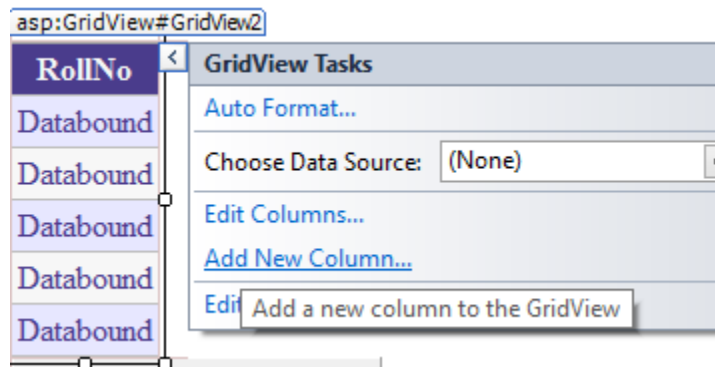 asp:GridView#GridView2
RollNo
Databound
Databound
Databound
Databound
Databound
GridView Tasks
Auto Format...
Choose Data Source: (None)
Edit Columns...
Add New Column...
Edit
Add a new column to the GridView